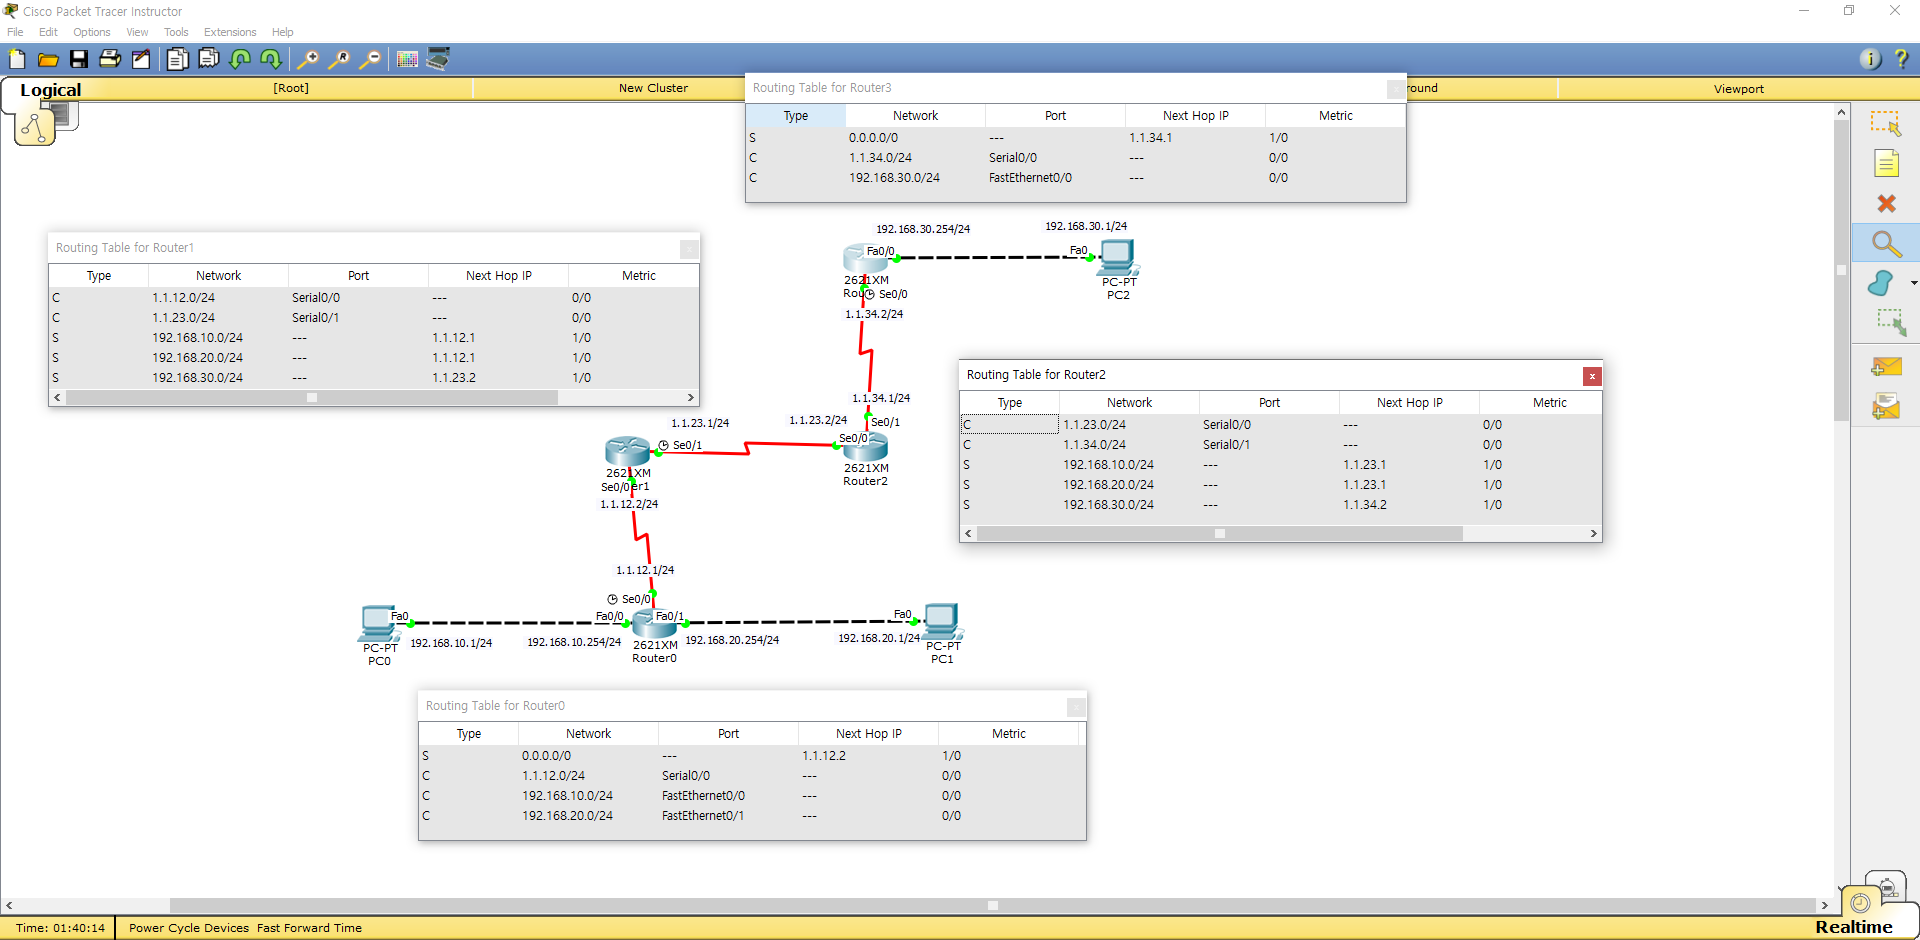 Cisco Packet Tracer Instructor
File Edit Options View Tools Extensions Help
Logical [Root] New Cluster round Viewport
Routing Table for Router3
Type Network Port Next Hop IP Metric
S 0.0.0.0/0 --- 1.1.34.1 1/0
C 1.1.34.0/24 Serial0/0 --- 0/0
C 192.168.30.0/24 FastEthernet0/0 --- 0/0
Routing Table for Router1
Type Network Port Next Hop IP Metric
C 1.1.12.0/24 Serial0/0 --- 0/0
C 1.1.23.0/24 Serial0/1 --- 0/0
S 192.168.10.0/24 --- 1.1.12.1 1/0
S 192.168.20.0/24 --- 1.1.12.1 1/0
S 192.168.30.0/24 --- 1.1.23.2 1/0
192.168.30.254/24 192.168.30.1/24
Fa0/0 Fa0
2621XM PC-PT
Rou Se0/0 PC2
1.1.34.2/24
Routing Table for Router2
Type Network Port Next Hop IP Metric
C 1.1.23.0/24 Serial0/0 --- 0/0
C 1.1.34.0/24 Serial0/1 --- 0/0
S 192.168.10.0/24 --- 1.1.23.1 1/0
S 192.168.20.0/24 --- 1.1.23.1 1/0
S 192.168.30.0/24 --- 1.1.34.2 1/0
1.1.34.1/24
1.1.23.1/24 1.1.23.2/24 Se0/1
Se0/1 Se0/0
2621XM 2621XM
Se0/0 er1 Router2
1.1.12.2/24
1.1.12.1/24
Se0/0
Fa0 Fa0/0 Fa0/1 Fa0
192.168.10.1/24 192.168.10.254/24 192.168.20.254/24 192.168.20.1/24
PC-PT 2621XM PC-PT
PC0 Router0 PC1
Routing Table for Router0
Type Network Port Next Hop IP Metric
S 0.0.0.0/0 --- 1.1.12.2 1/0
C 1.1.12.0/24 Serial0/0 --- 0/0
C 192.168.10.0/24 FastEthernet0/0 --- 0/0
C 192.168.20.0/24 FastEthernet0/1 --- 0/0
Time: 01:40:14 Power Cycle Devices Fast Forward Time Realtime